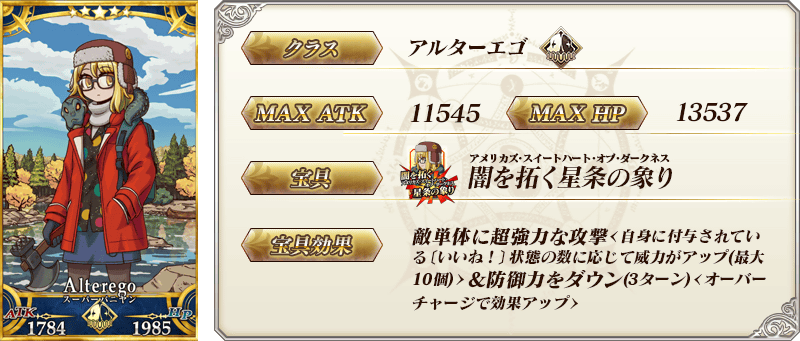 クラス
アルターエゴ
MAX ATK
11545
MAX HP
13537
宝具
闇を拓く
星条の象り
アメリカズ・スイートハート・オブ・ダークネス
闇を拓く星条の象り
宝具効果
敵単体に超強力な攻撃<自身に付与されてい
る〔いいね!〕状態の数に応じて威力がアップ(最大
10個)>&防御力をダウン(3ターン)<オーバー
チャージで効果アップ>
Alterego
スーパーバニヤン
ATK
HP
1784
1985